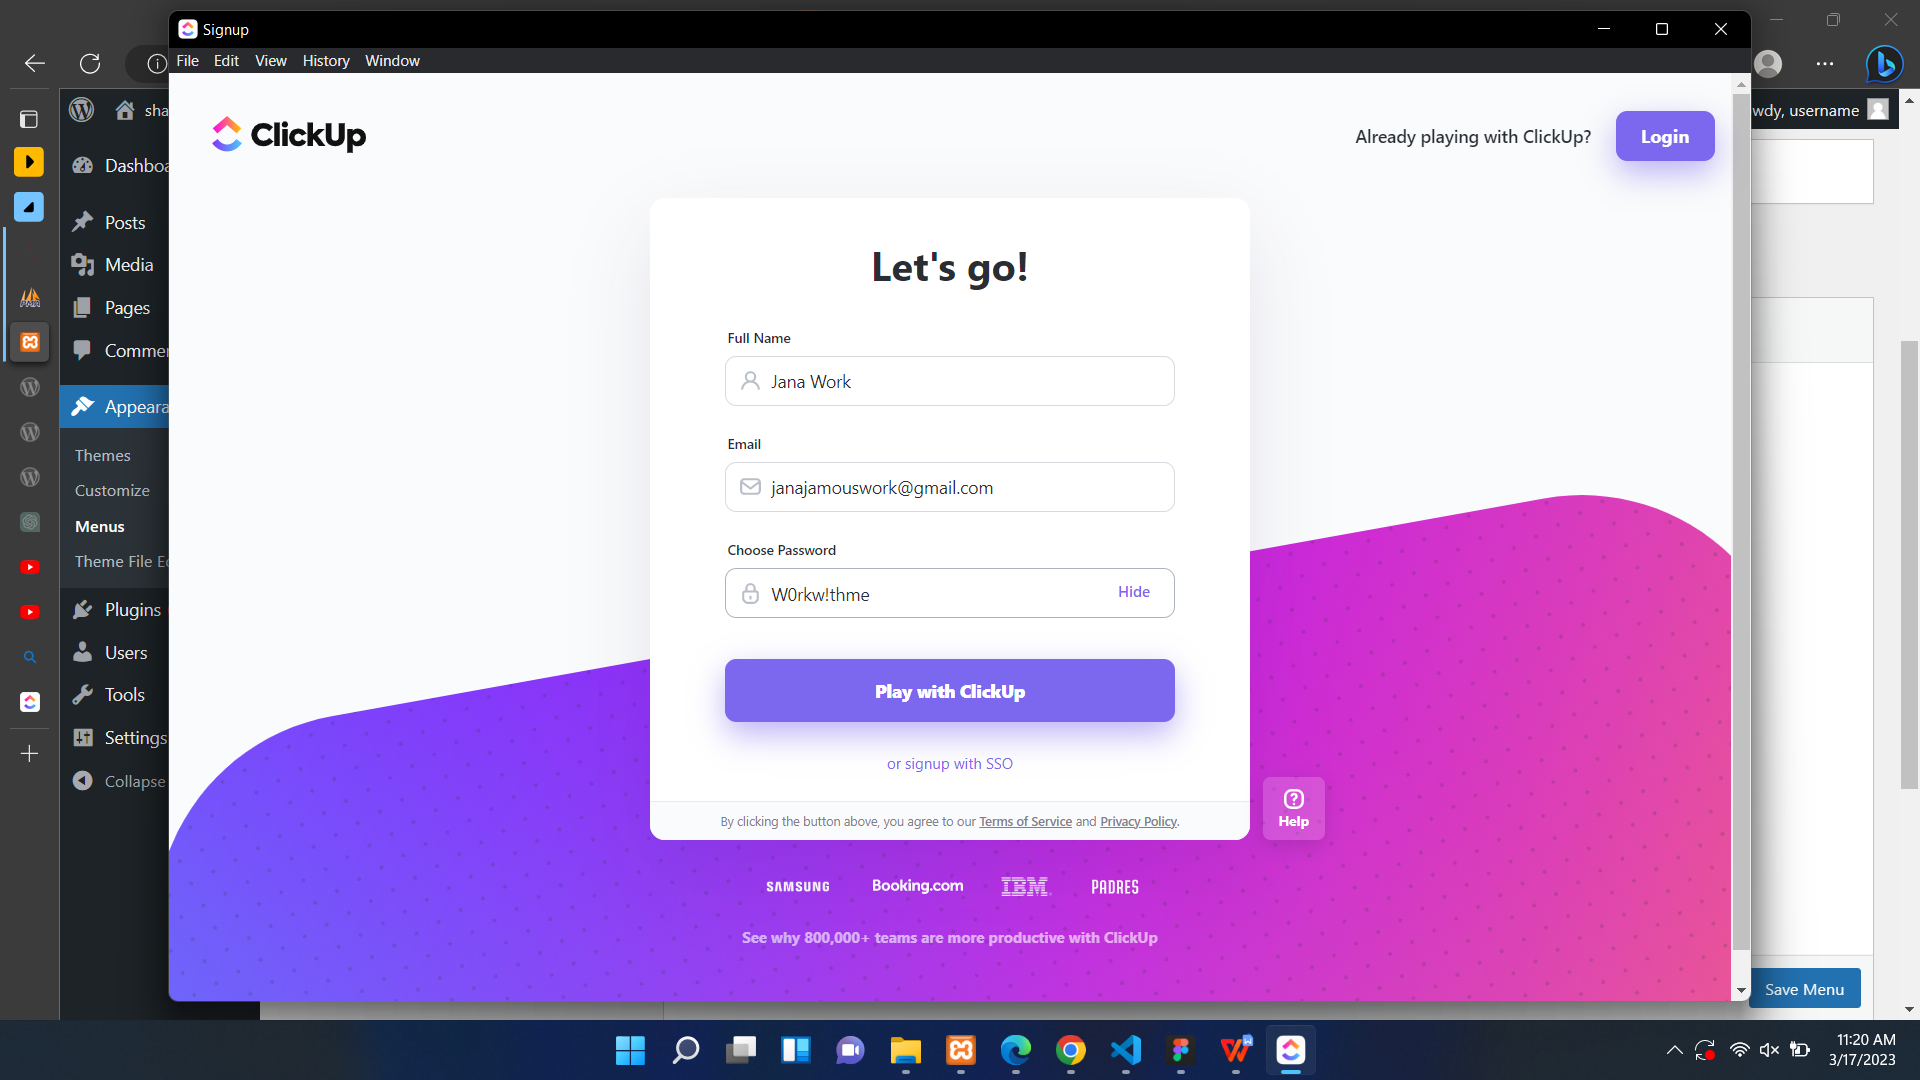 Signup
File Edit View History Window
sha
wdy, username
ClickUp
Already playing with ClickUp?
Login
Dashboa
Posts
Media
Pages
Commen
Appeara
Themes
Customize
Menus
Theme File Ed
Plugins
Users
Tools
Settings
Collapse
Let's go!
Full Name
Jana Work
Email
janajamouswork@gmail.com
Choose Password
W0rkw!thme
Hide
Play with ClickUp
or signup with SSO
By clicking the button above, you agree to our Terms of Service and Privacy Policy.
Help
SAMSUNG
Booking.com
IBM
PADRES
See why 800,000+ teams are more productive with ClickUp
Save Menu
11:20 AM
3/17/2023